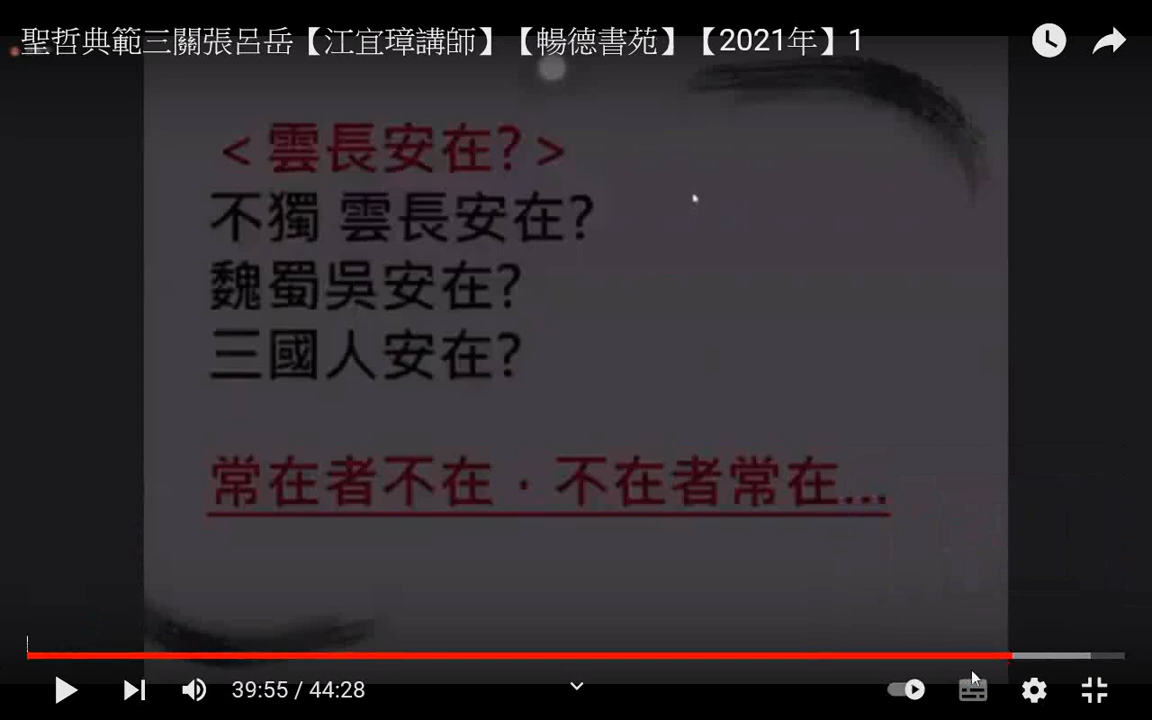 聖哲典範三關張呂岳【江宜璋講師】【暢德書苑】【2021年】1
<雲長安在?>
不獨 雲長安在?
魏蜀吳安在?
三國人安在?
常在者不在．不在者常在...
39:55 / 44:28